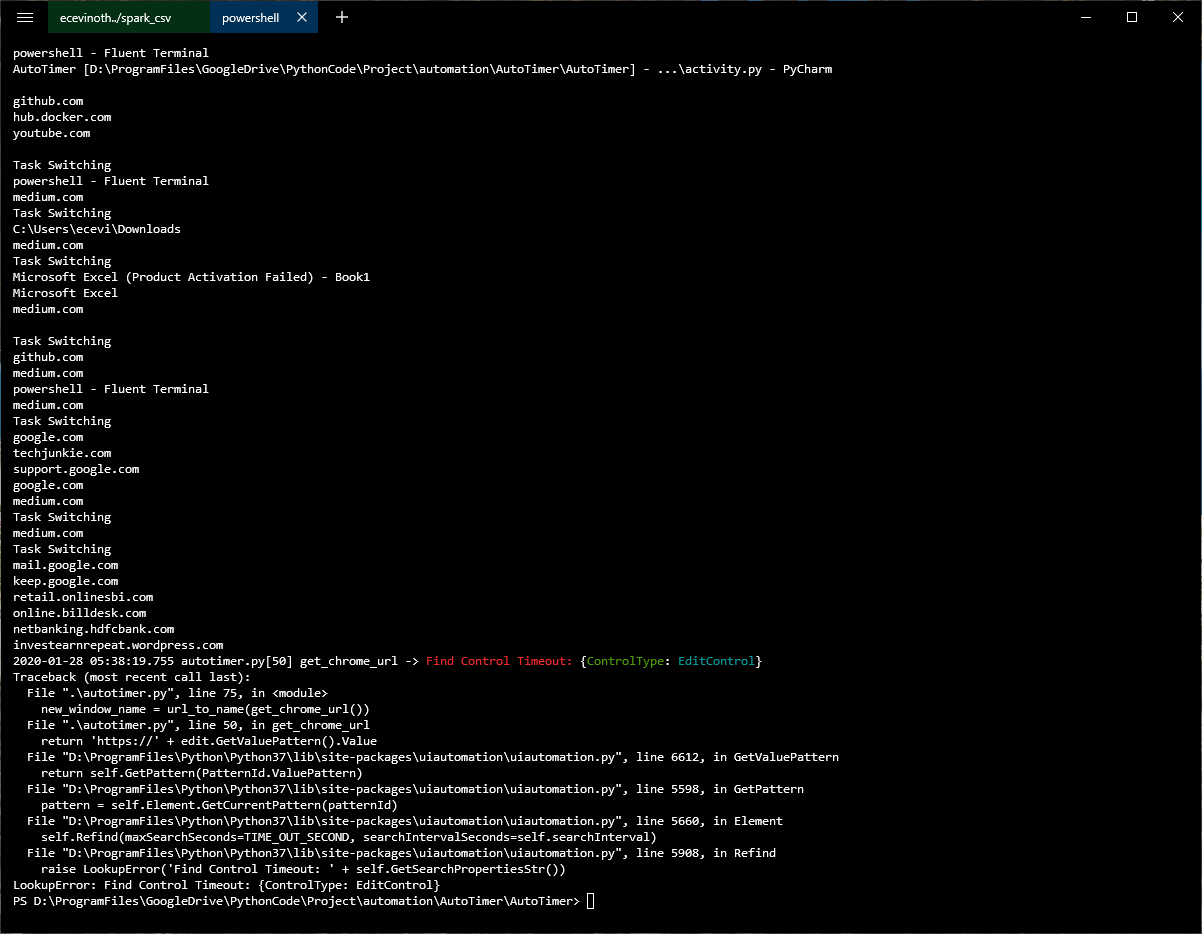 ecevinoth../spark_csv
powershell
powershell - Fluent Terminal
AutoTimer [D:\ProgramFiles\GoogleDrive\PythonCode\Project\automation\AutoTimer\AutoTimer] - ...\activity.py - PyCharm
github.com
hub.docker.com
youtube.com
Task Switching
powershell - Fluent Terminal
medium.com
Task Switching
C:\Users\ecevi\Downloads
medium.com
Task Switching
Microsoft Excel (Product Activation Failed) - Book1
Microsoft Excel
medium.com
Task Switching
github.com
medium.com
powershell - Fluent Terminal
medium.com
Task Switching
google.com
techjunkie.com
support.google.com
google.com
medium.com
Task Switching
medium.com
Task Switching
mail.google.com
keep.google.com
retail.onlinesbi.com
online.billdesk.com
netbanking.hdfcbank.com
investearnrepeat.wordpress.com
2020-01-28 05:38:19.755 autotimer.py[50] get_chrome_url -> Find Control Timeout: {ControlType: EditControl}
Traceback (most recent call last):
  File ".\autotimer.py", line 75, in <module>
    new_window_name = url_to_name(get_chrome_url())
  File ".\autotimer.py", line 50, in get_chrome_url
    return 'https://' + edit.GetValuePattern().Value
  File "D:\ProgramFiles\Python\Python37\lib\site-packages\uiautomation\uiautomation.py", line 6612, in GetValuePattern
    return self.GetPattern(PatternId.ValuePattern)
  File "D:\ProgramFiles\Python\Python37\lib\site-packages\uiautomation\uiautomation.py", line 5598, in GetPattern
    pattern = self.Element.GetCurrentPattern(patternId)
  File "D:\ProgramFiles\Python\Python37\lib\site-packages\uiautomation\uiautomation.py", line 5660, in Element
    self.Refind(maxSearchSeconds=TIME_OUT_SECOND, searchIntervalSeconds=self.searchInterval)
  File "D:\ProgramFiles\Python\Python37\lib\site-packages\uiautomation\uiautomation.py", line 5908, in Refind
    raise LookupError('Find Control Timeout: ' + self.GetSearchPropertiesStr())
LookupError: Find Control Timeout: {ControlType: EditControl}
PS D:\ProgramFiles\GoogleDrive\PythonCode\Project\automation\AutoTimer\AutoTimer>